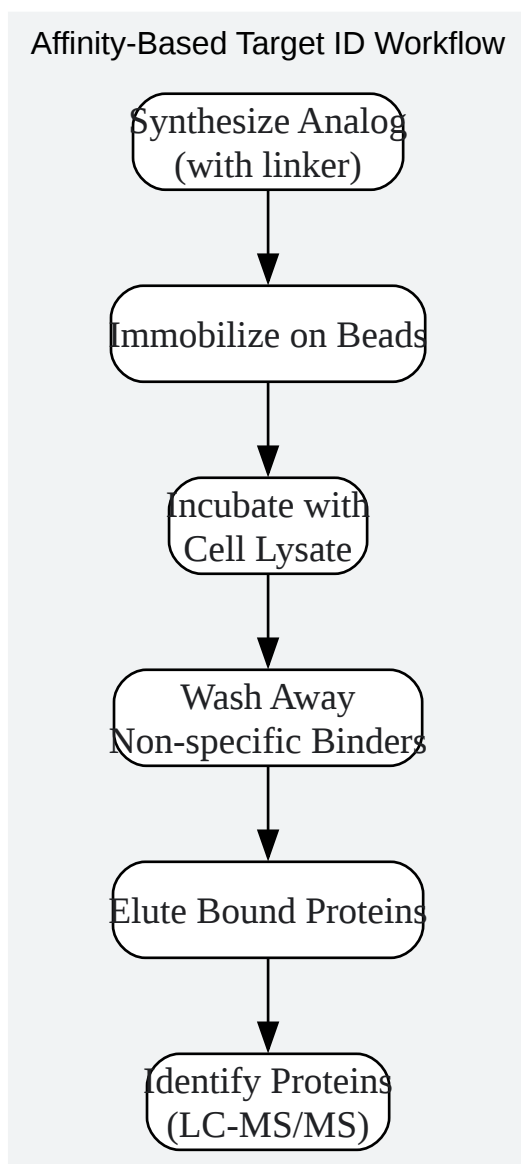 Affinity-Based Target ID Workflow
Synthesize Analog
(with linker)
Immobilize on Beads
Incubate with
Cell Lysate
Wash Away
Non-specific Binders
Elute Bound Proteins
Identify Proteins
(LC-MS/MS)